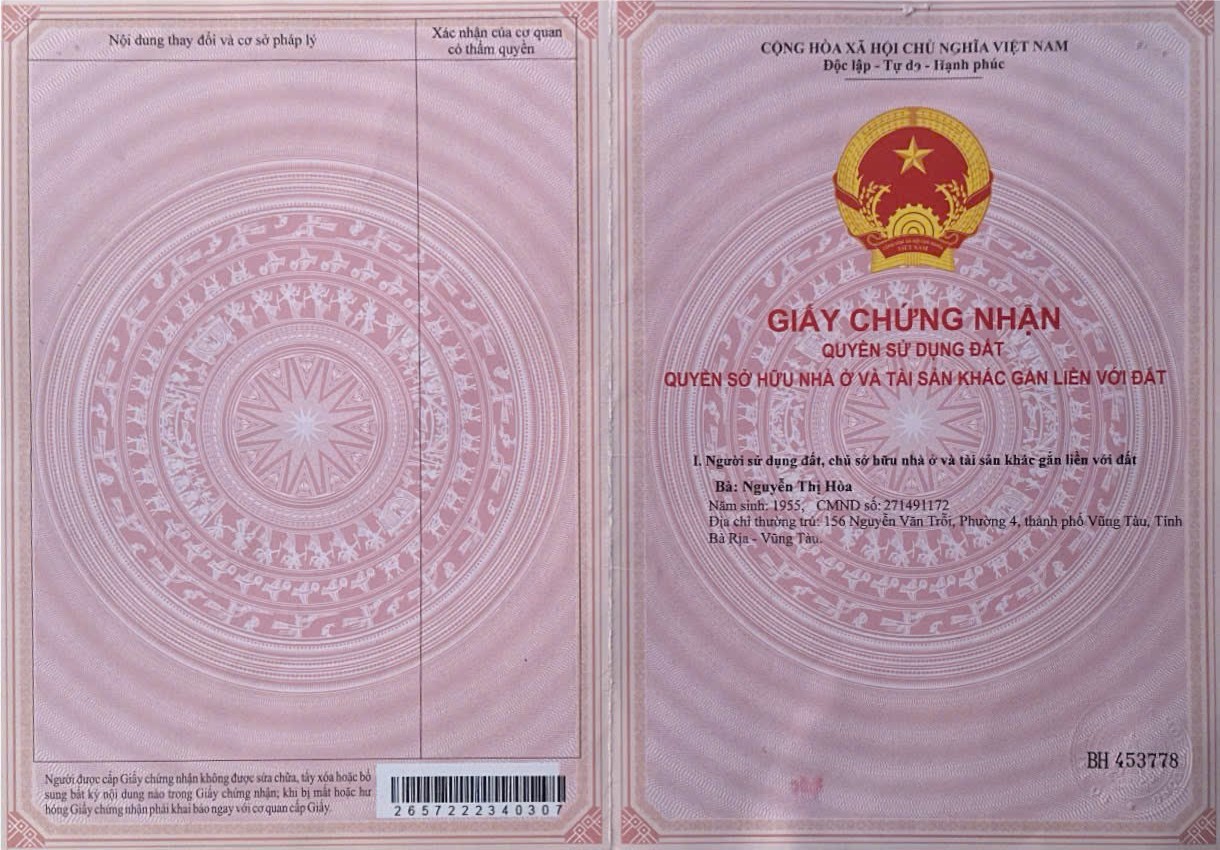 Nội dung thay đổi và cơ sở pháp lý
Xác nhận của cơ quan
có thẩm quyền
Người được cấp Giấy chứng nhận không được sửa chữa, tẩy xóa hoặc bổ
sung bất kỳ nội dung nào trong Giấy chứng nhận; khi bị mất hoặc hư
hỏng Giấy chứng nhận phải khai báo ngay với cơ quan cấp Giấy.
2657222340307
CỘNG HÒA XÃ HỘI CHỦ NGHĨA VIỆT NAM
Độc lập - Tự do - Hạnh phúc
VIỆT NAM
GIẤY CHỨNG NHẬN
QUYỀN SỬ DỤNG ĐẤT
QUYỀN SỞ HỮU NHÀ Ở VÀ TÀI SẢN KHÁC GẮN LIỀN VỚI ĐẤT
I. Người sử dụng đất, chủ sở hữu nhà ở và tài sản khác gắn liền với đất
Bà: Nguyễn Thị Hòa
Năm sinh: 1955, CMND số: 271491172
Địa chỉ thường trú: 156 Nguyễn Văn Trỗi, Phường 4, thành phố Vũng Tàu, Tỉnh
Bà Rịa - Vũng Tàu.
BH 453778